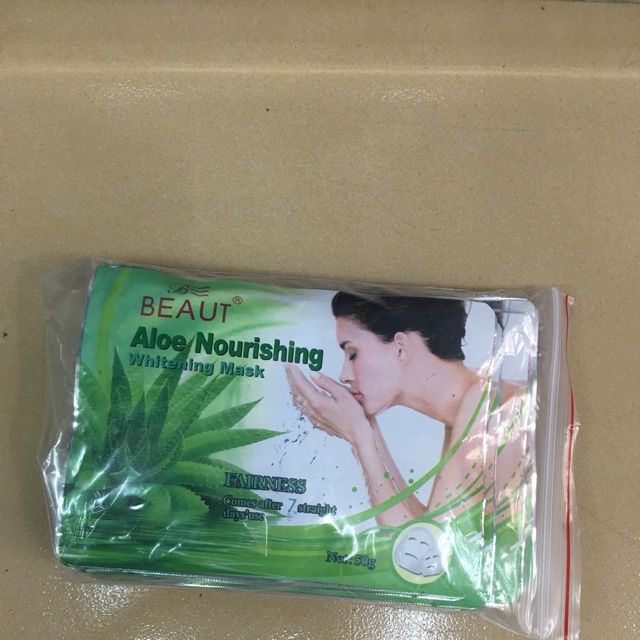 B
BEAUT®
Aloe Nourishing
Whitening Mask
FAIRNESS
Comes after 7 straight
days'use
Net: 50g